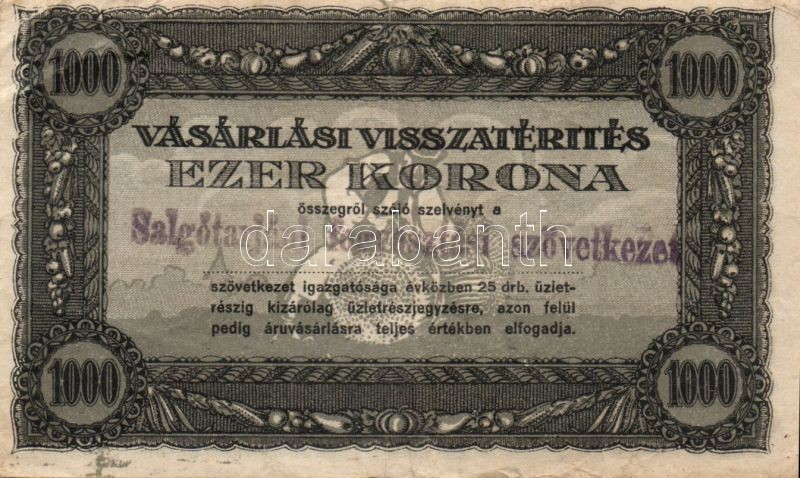 1000 1000
VÁSÁRLÁSI VISSZATÉRITÉS
EZER KORONA
összegről szóló szelvényt a
Salgótarjáni szövetkezet
darabanth
szövetkezet igazgatósága évközben 25 drb. üzlet-
részig kizárólag üzletrészjegyzésre, azon felül
pedig áruvásárlásra teljes értékben elfogadja.
1000 1000